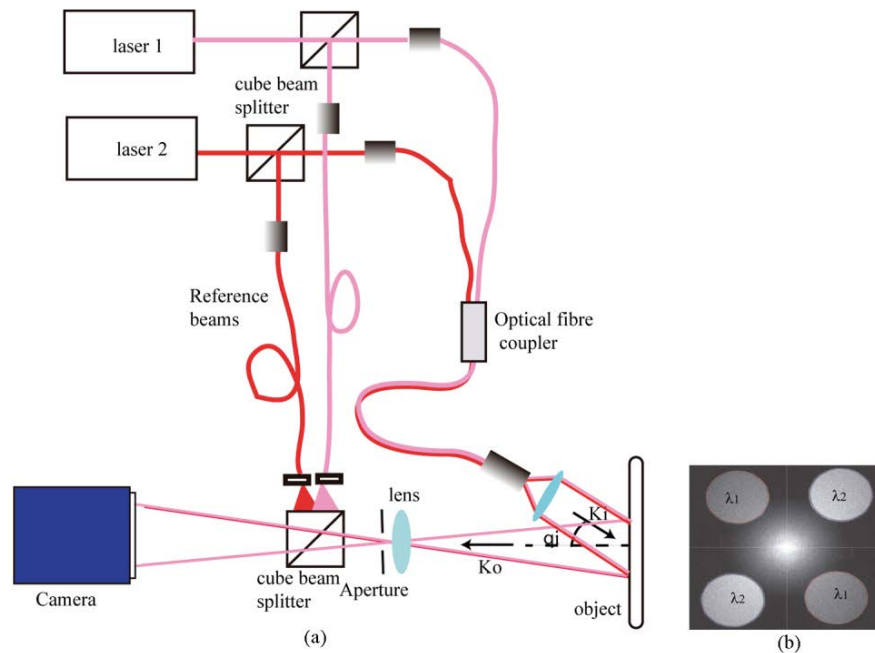 laser 1
cube beam
splitter
laser 2
Reference
beams
Optical fibre
coupler
lens
Ki
αi
Ko
Camera
cube beam
splitter
Aperture
object
(a)
λ1
λ2
λ2
λ1
(b)